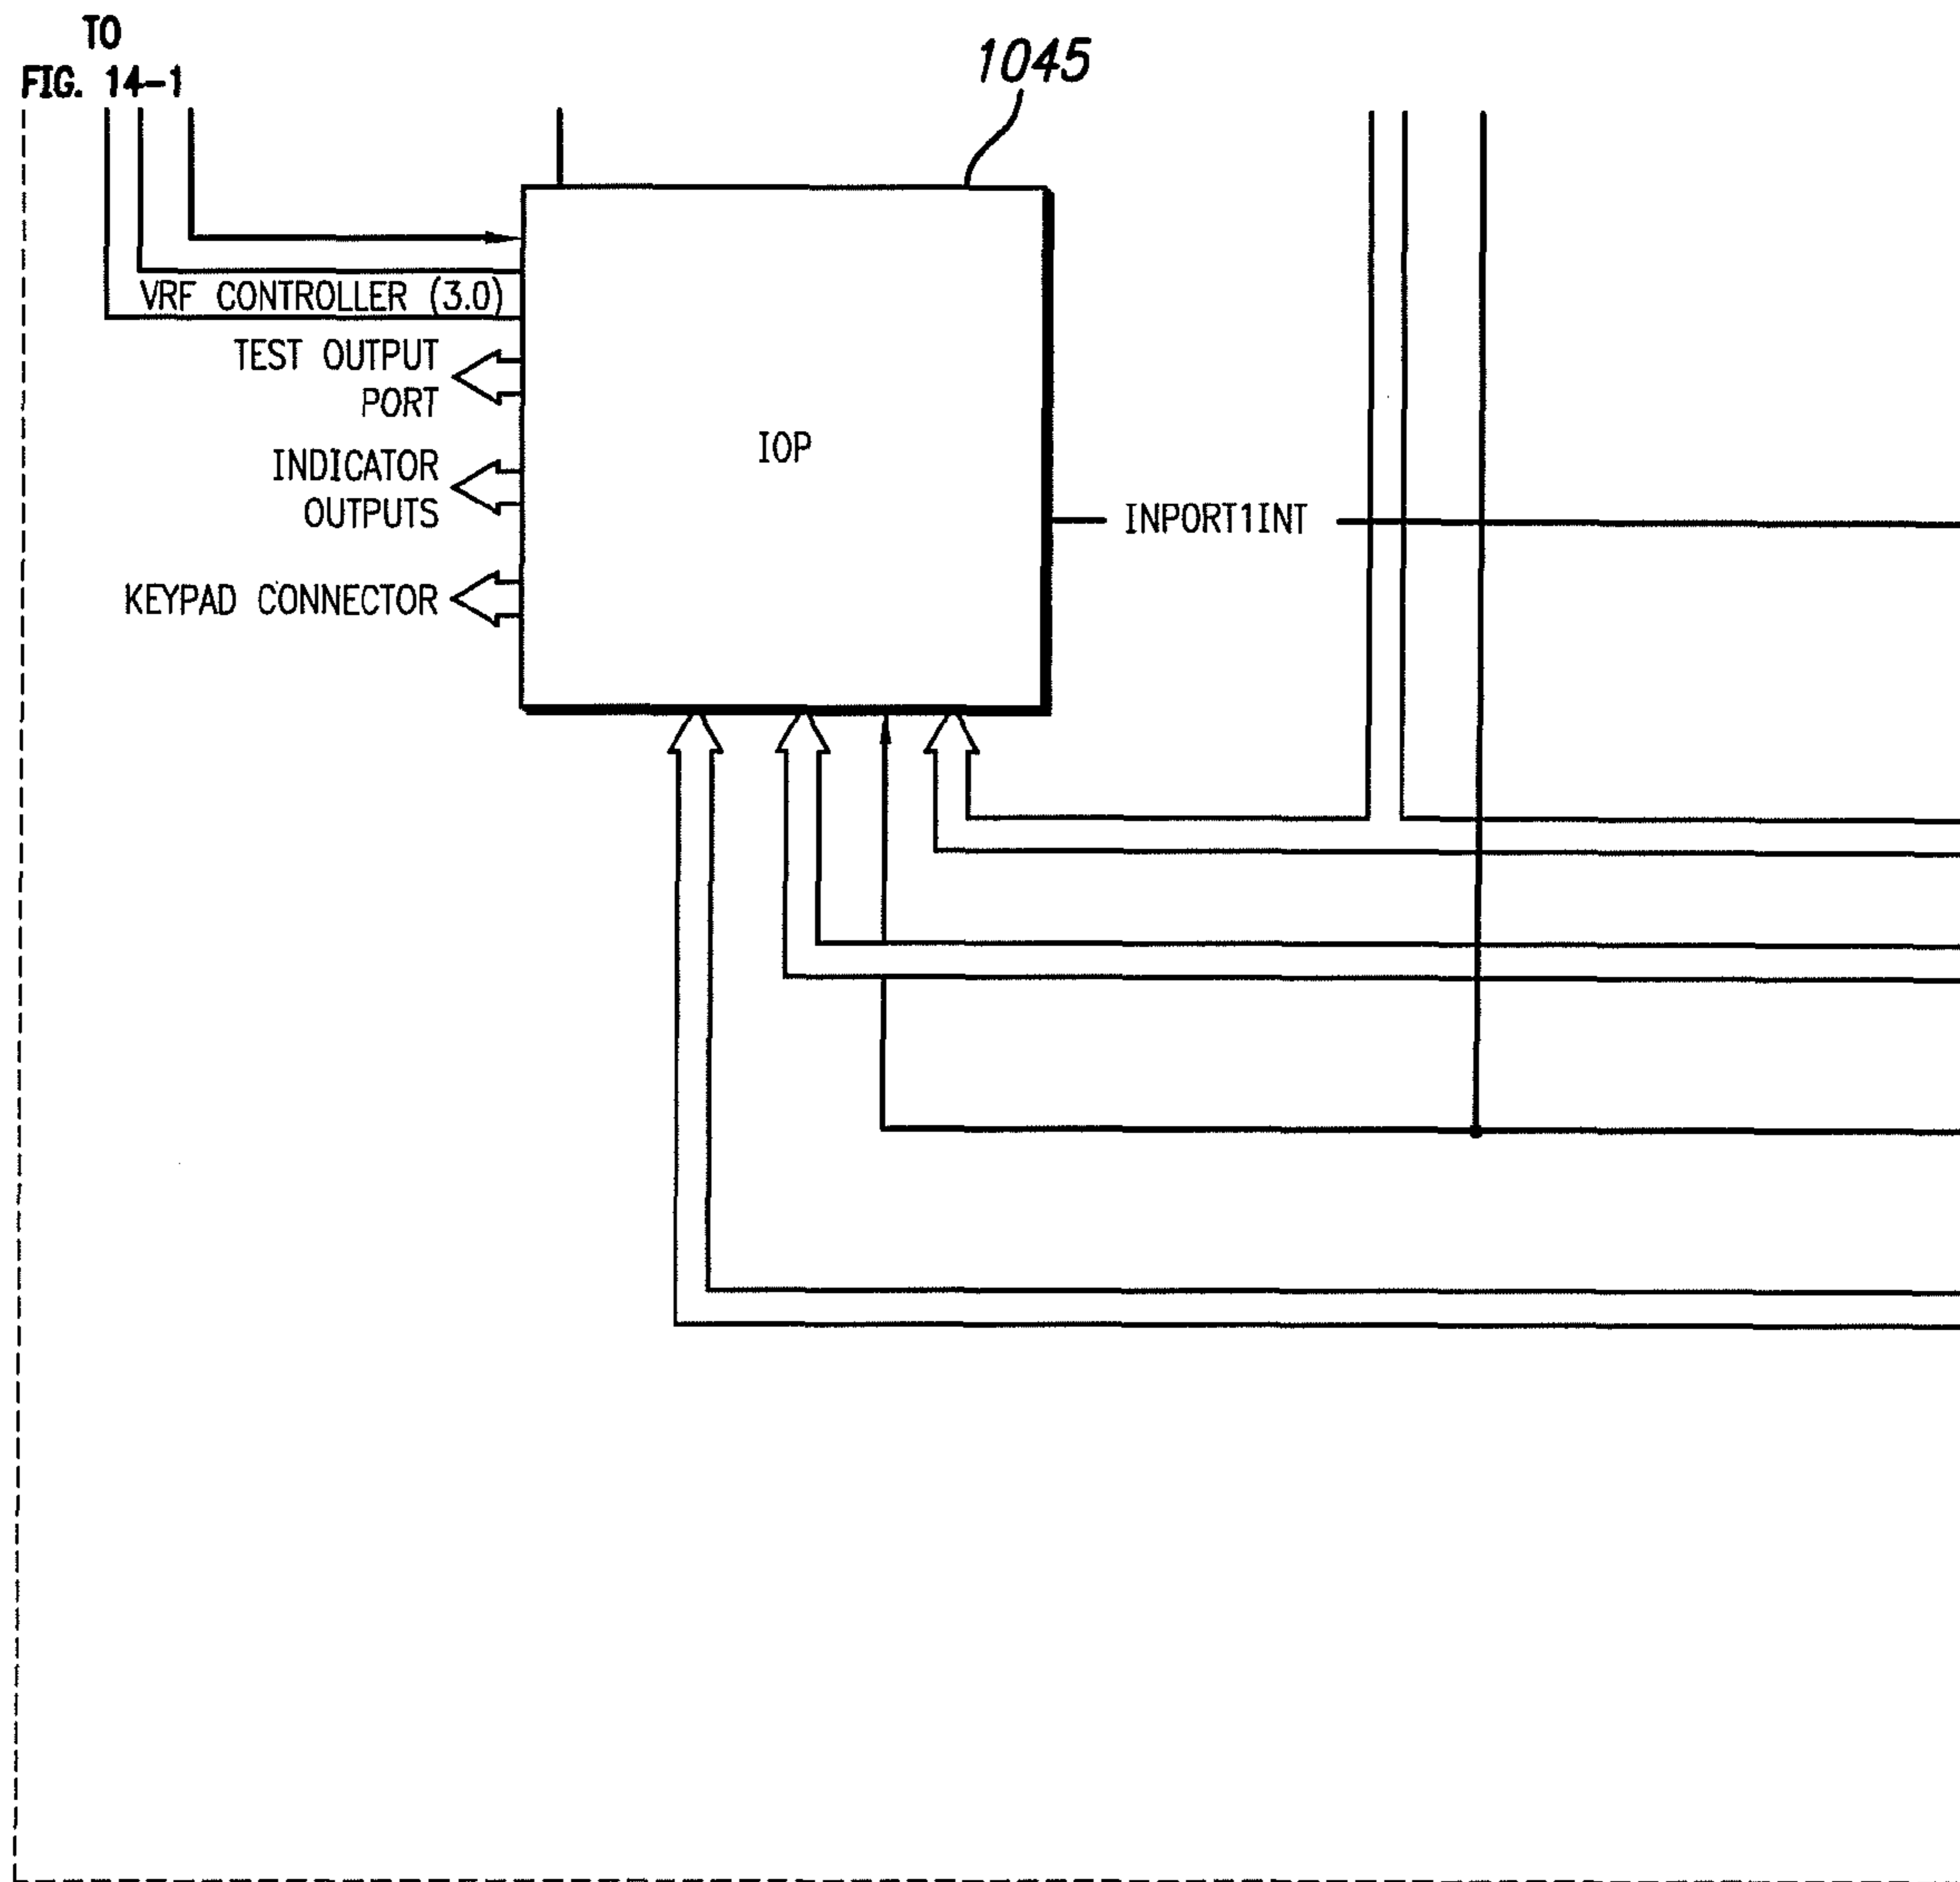 TO
FIG. 14-1
1045
VRF CONTROLLER (3.0)
TEST OUTPUT
PORT
IOP
INDICATOR
OUTPUTS
INPORT1INT
KEYPAD CONNECTOR